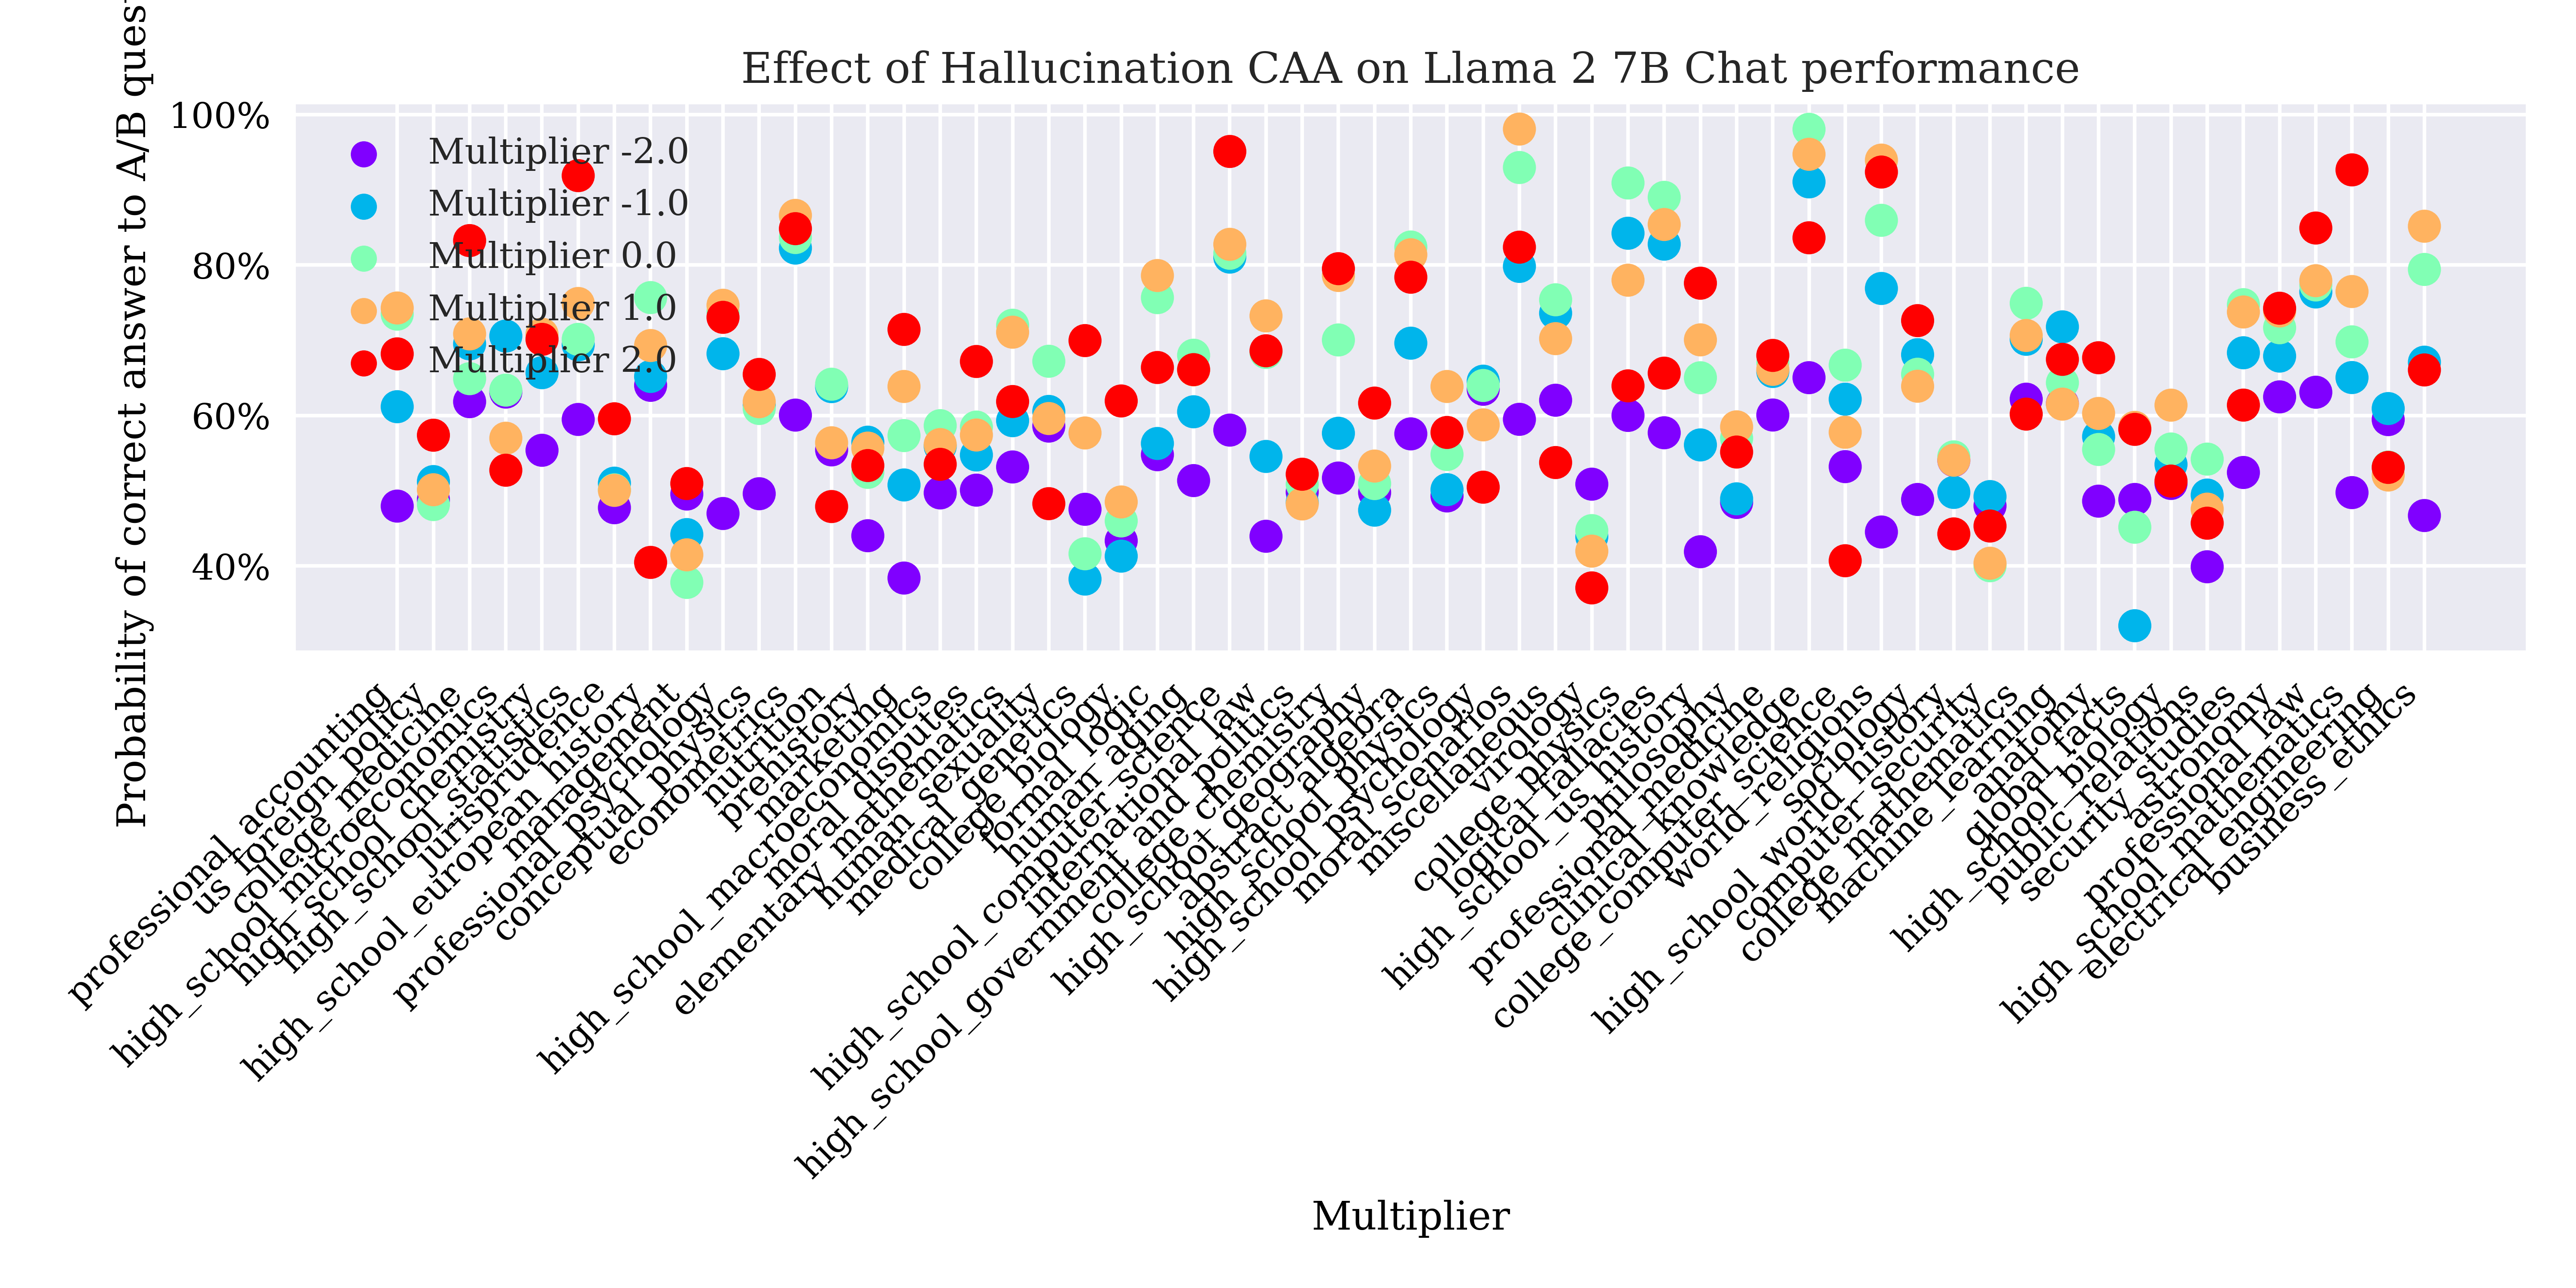 Effect of Hallucination CAA on Llama 2 7B Chat performance
Probability of correct answer to A/B quest
100%
80%
60%
40%
Multiplier -2.0
Multiplier -1.0
Multiplier 0.0
Multiplier 1.0
Multiplier 2.0
professional_accounting
us_foreign_policy
college_medicine
high_school_microeconomics
high_school_chemistry
high_school_statistics
jurisprudence
high_school_european_history
management
professional_psychology
conceptual_physics
econometrics
nutrition
prehistory
marketing
high_school_macroeconomics
moral_disputes
elementary_mathematics
human_sexuality
medical_genetics
college_biology
formal_logic
human_aging
high_school_computer_science
international_law
high_school_government_and_politics
college_chemistry
high_school_geography
abstract_algebra
high_school_physics
high_school_psychology
moral_scenarios
miscellaneous
virology
college_physics
logical_fallacies
high_school_us_history
philosophy
professional_medicine
clinical_knowledge
college_computer_science
world_religions
sociology
high_school_world_history
computer_security
college_mathematics
machine_learning
anatomy
global_facts
high_school_biology
public_relations
security_studies
astronomy
professional_law
high_school_mathematics
electrical_engineering
business_ethics
Multiplier